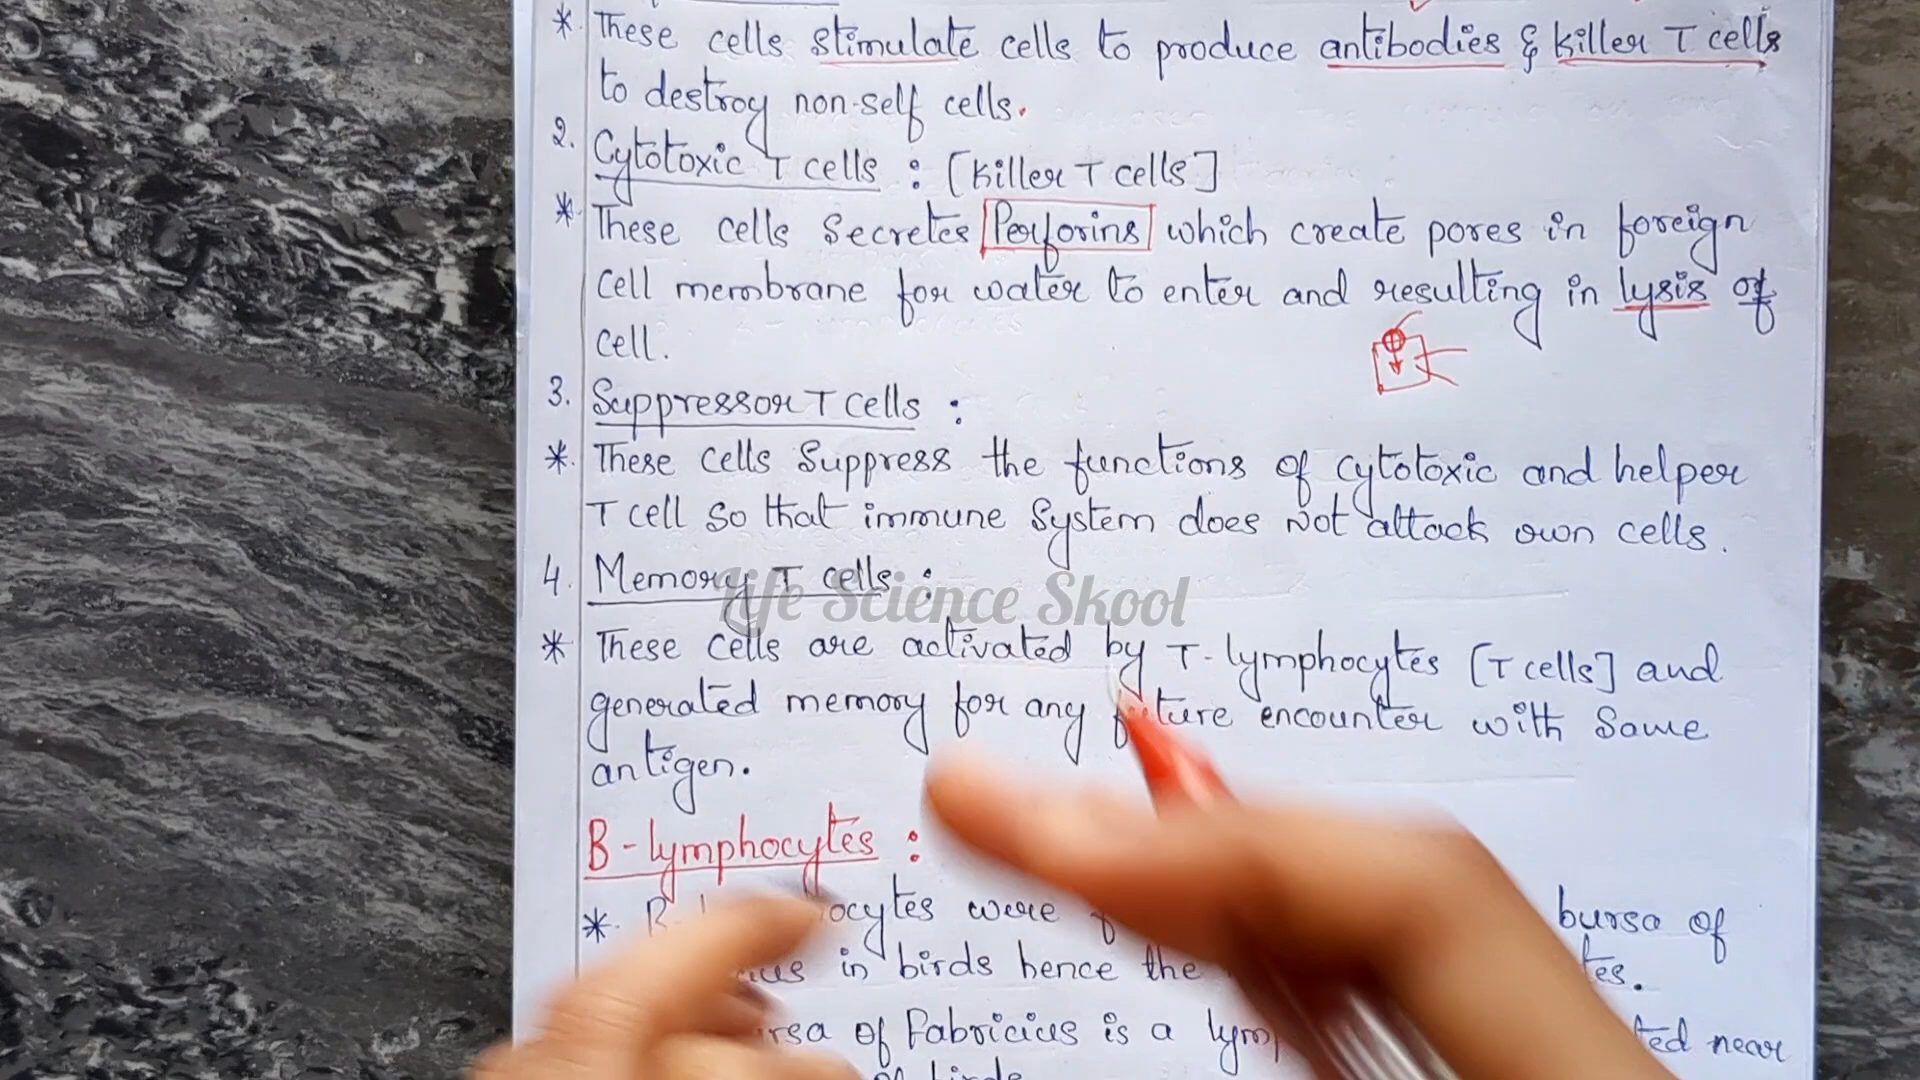 * These cells stimulate cells to produce antibodies & killer T cells
to destroy non-self cells.
2. Cytotoxic T cells : [Killer T cells]
* These cells secretes Perforins which create pores in foreign
cell membrane for water to enter and resulting in lysis of
cell.
3. Suppressor T cells :
* These cells suppress the functions of cytotoxic and helper
T cell so that immune system does not attack own cells.
4. Memory T cells :
Life Science Skool
* These cells are activated by T-lymphocytes [T cells] and
generated memory for any future encounter with same
antigen.
B-lymphocytes :
* were bursa of
in birds hence the
of Fabricius is a near
of birds